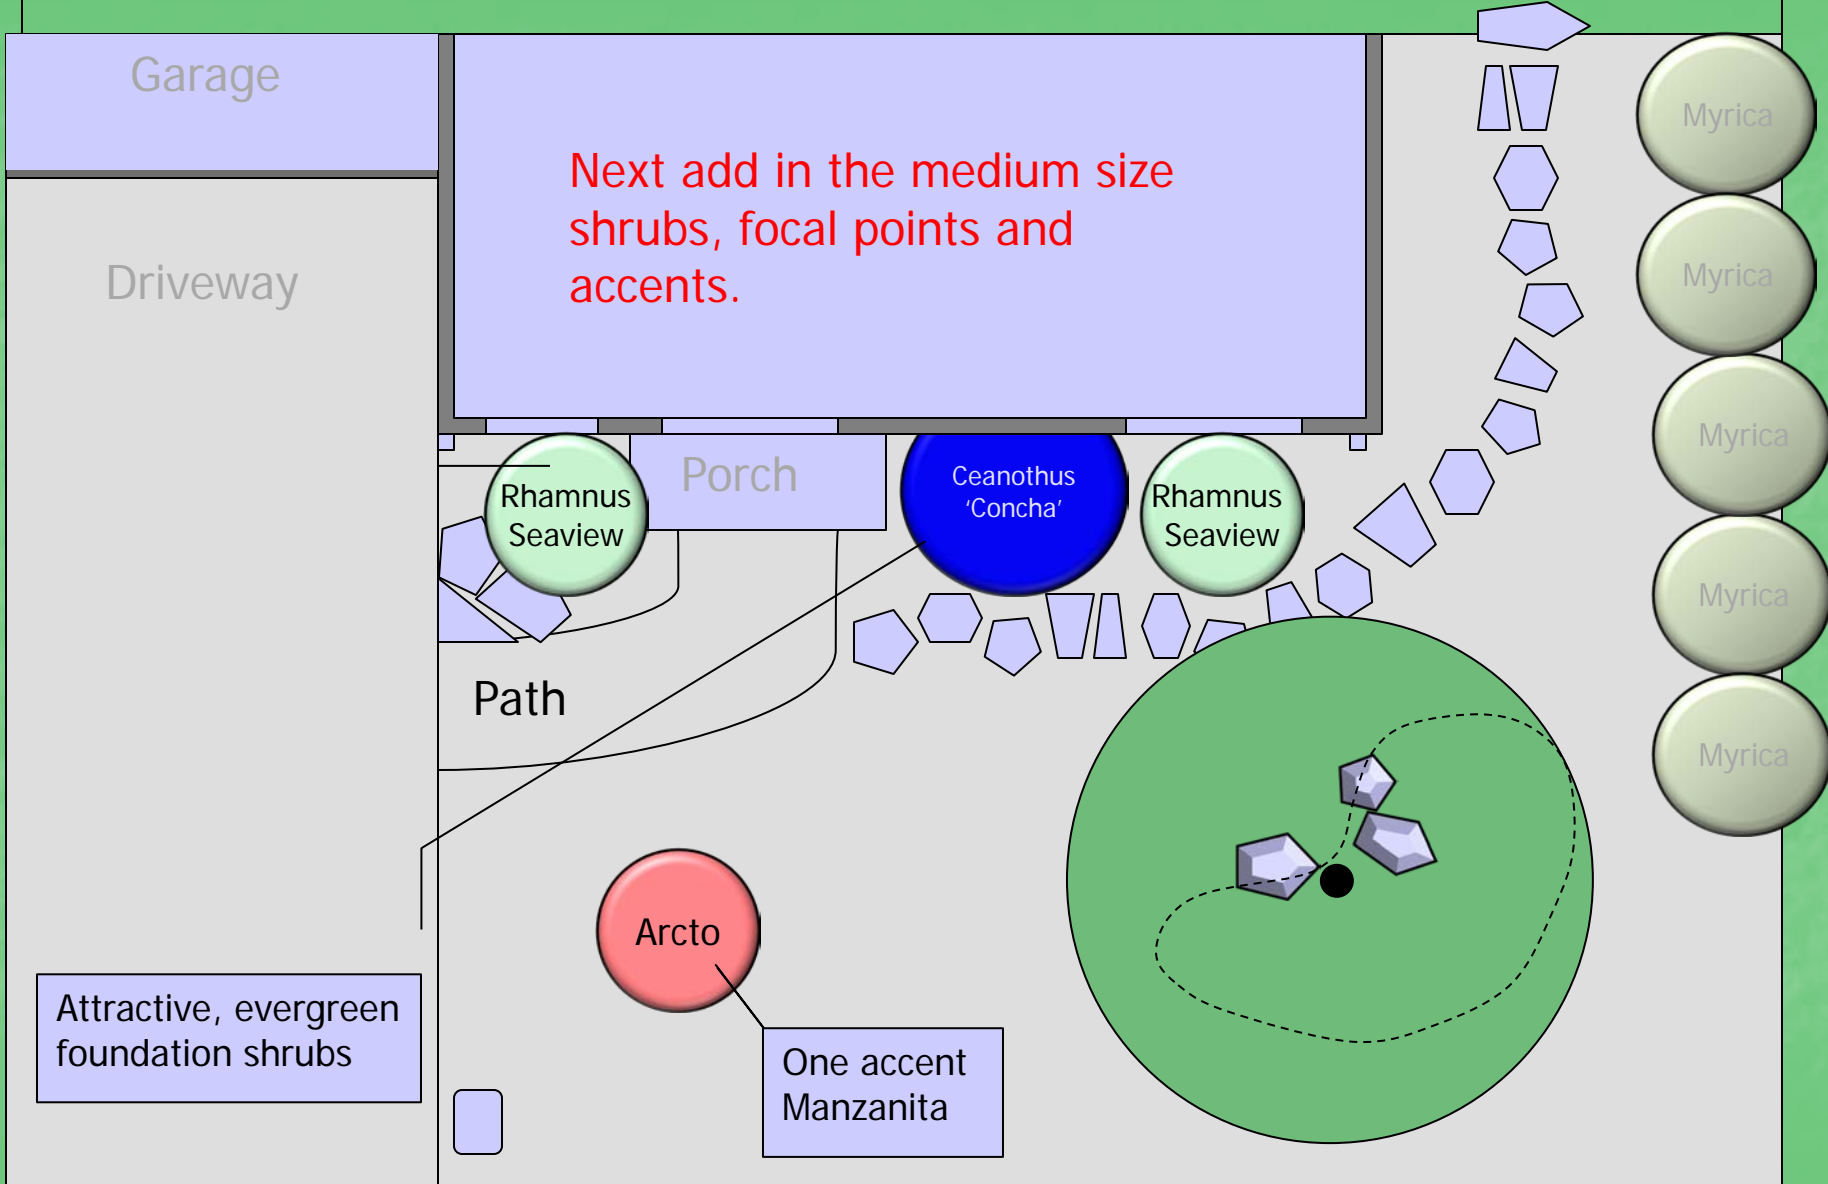 Garage
Myrica
Next add in the medium size
shrubs, focal points and
accents.
Driveway
Myrica
Myrica
Porch
Ceanothus
‘Concha’
Rhamnus
Seaview
Rhamnus
Seaview
Myrica
Path
Myrica
Arcto
Attractive, evergreen
foundation shrubs
One accent
Manzanita